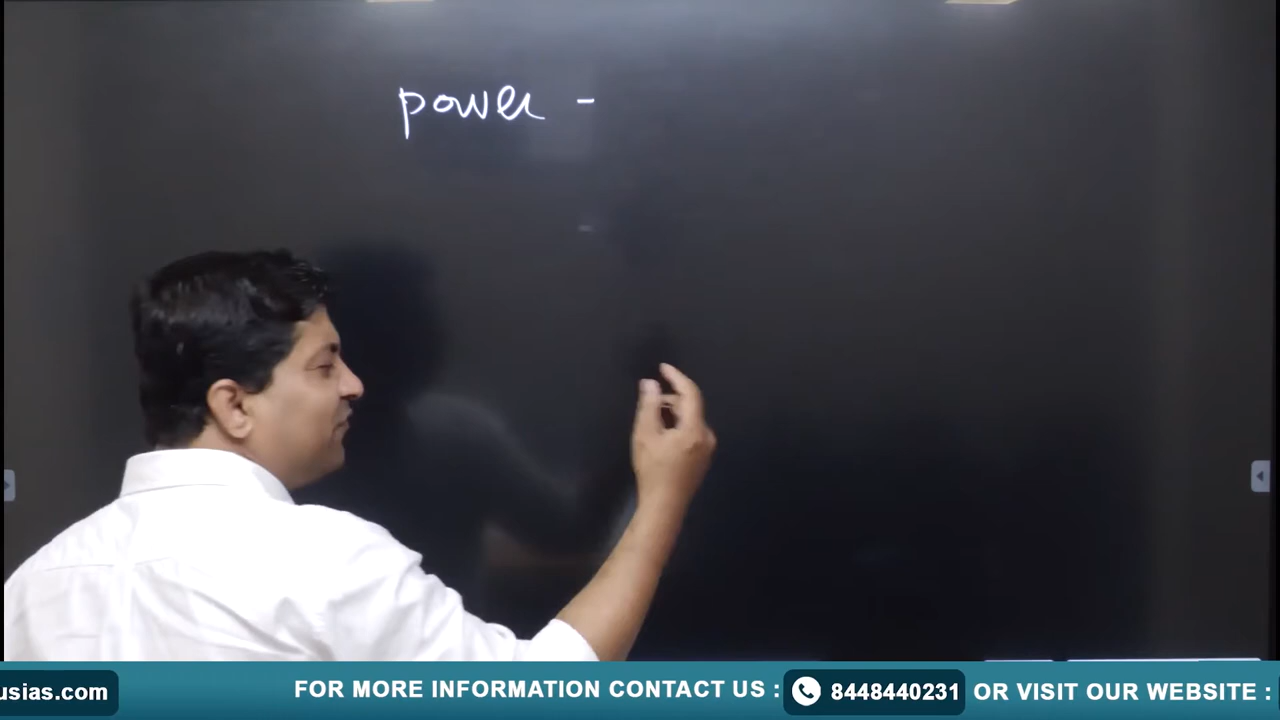 power -
usias.com
FOR MORE INFORMATION CONTACT US : 8448440231 OR VISIT OUR WEBSITE :